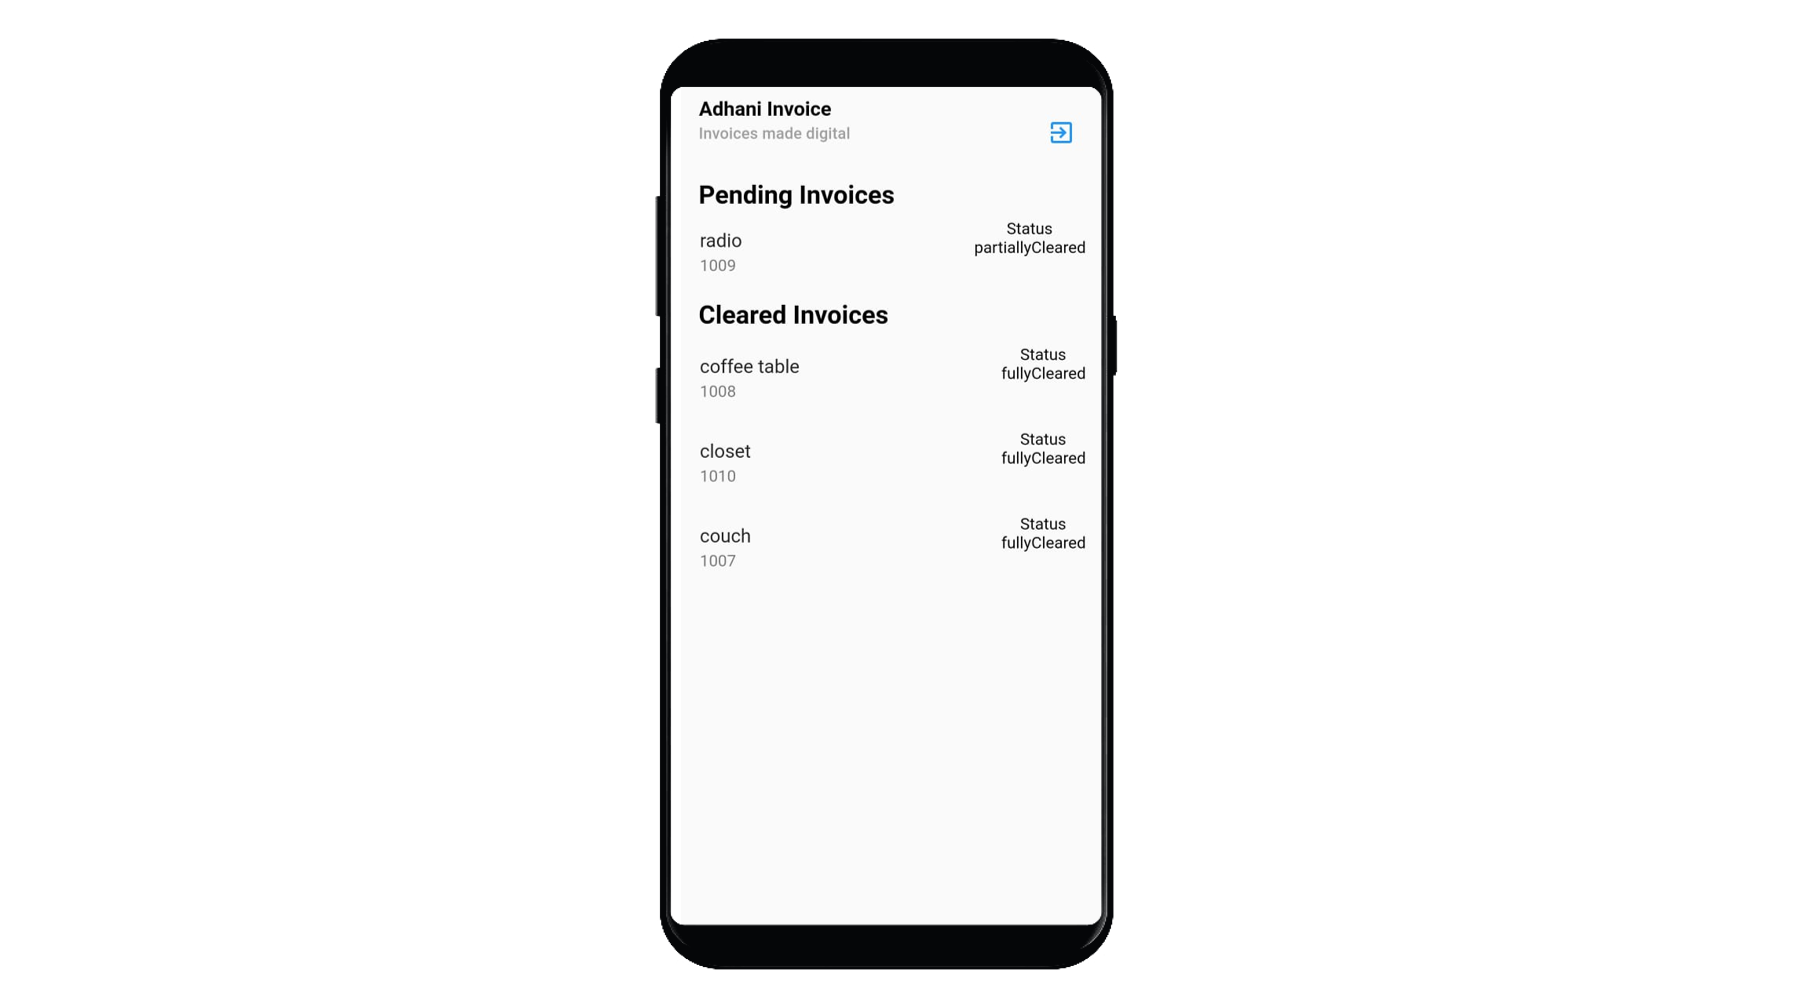 Adhani Invoice
Invoices made digital
Pending Invoices
radio
1009
Status
partiallyCleared
Cleared Invoices
coffee table
1008
Status
fullyCleared
closet
1010
Status
fullyCleared
couch
1007
Status
fullyCleared